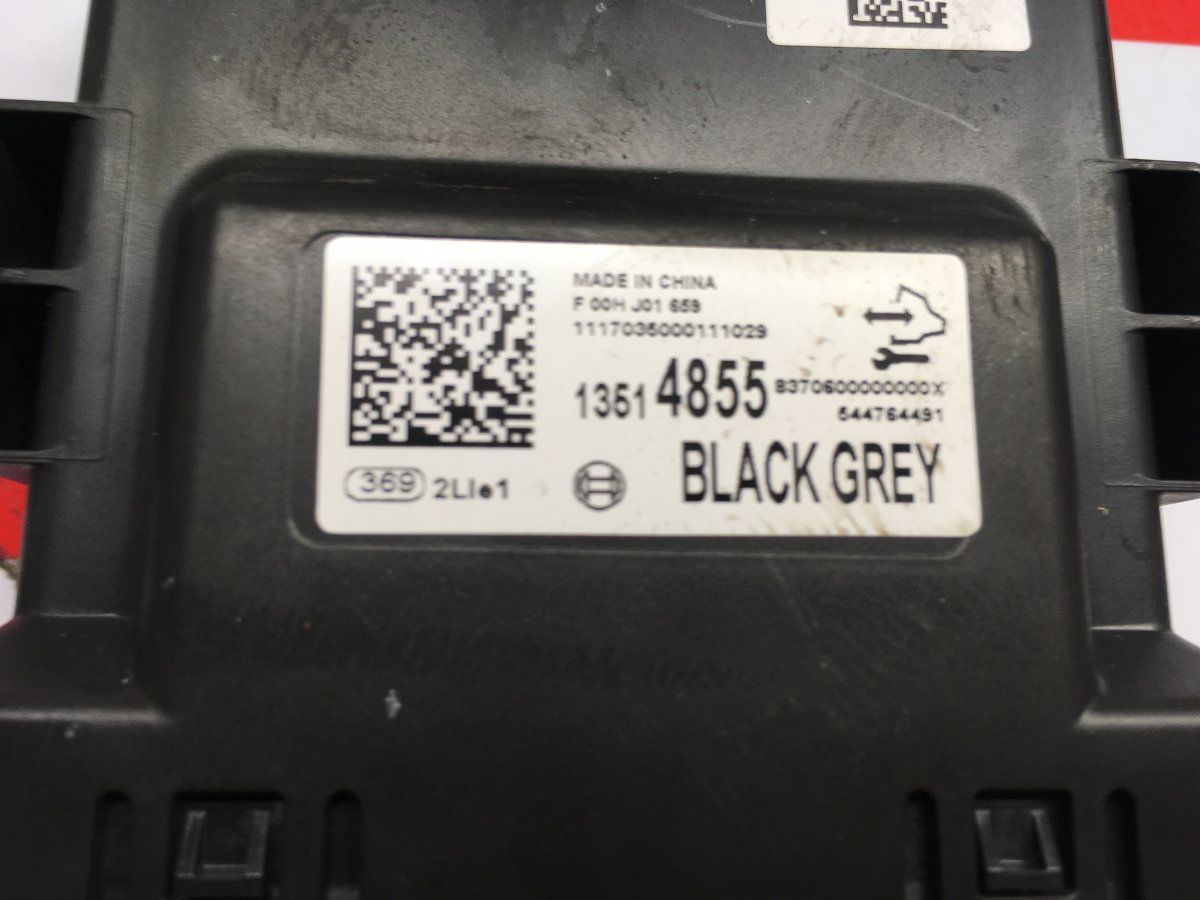 MADE IN CHINA
F 00H J01 659
1117036000111029
1351 4855
8370600000000X
544764491
369 2LIe1
BLACK GREY